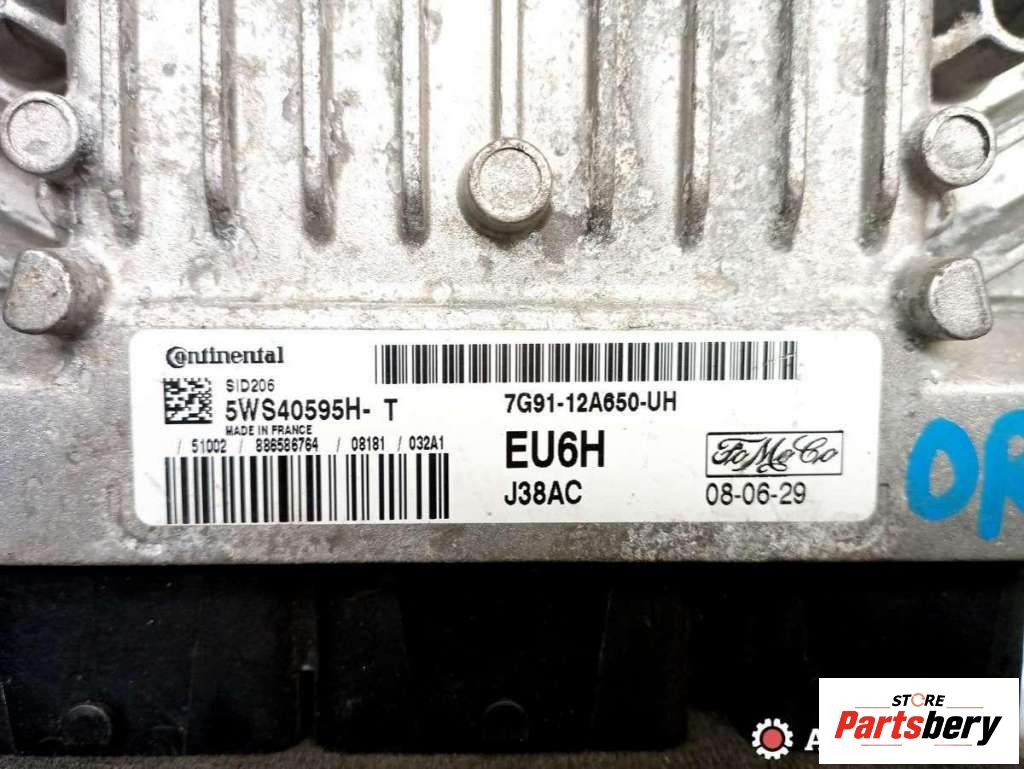 Continental
SID206
5WS40595H- T
MADE IN FRANCE
/ 51002 / 886586764 / 08181 / 032A1
7G91-12A650-UH
EU6H
J38AC
FoMoCo
08-06-29
OR
STORE
Partsbery
A